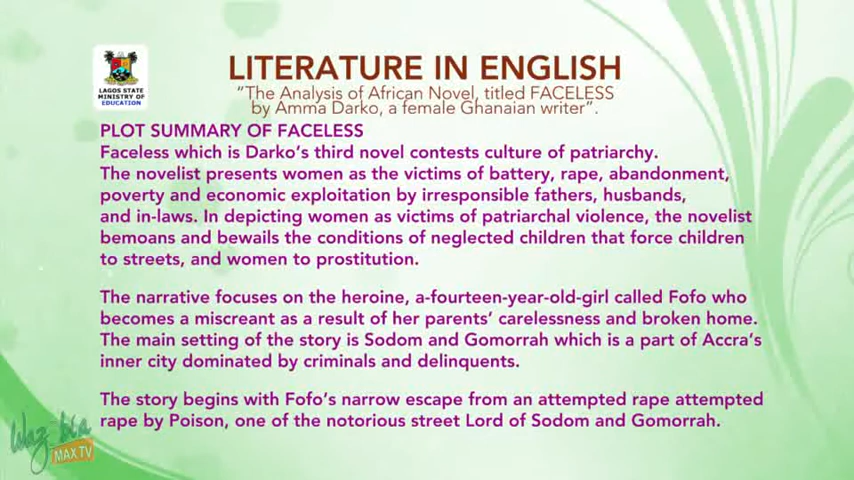 LAGOS STATE
MINISTRY OF
EDUCATION
LITERATURE IN ENGLISH
"The Analysis of African Novel, titled FACELESS
by Amma Darko, a female Ghanaian writer".
PLOT SUMMARY OF FACELESS
Faceless which is Darko's third novel contests culture of patriarchy.
The novelist presents women as the victims of battery, rape, abandonment,
poverty and economic exploitation by irresponsible fathers, husbands,
and in-laws. In depicting women as victims of patriarchal violence, the novelist
bemoans and bewails the conditions of neglected children that force children
to streets, and women to prostitution.
The narrative focuses on the heroine, a-fourteen-year-old-girl called Fofo who
becomes a miscreant as a result of her parents' carelessness and broken home.
The main setting of the story is Sodom and Gomorrah which is a part of Accra's
inner city dominated by criminals and delinquents.
The story begins with Fofo's narrow escape from an attempted rape attempted
rape by Poison, one of the notorious street Lord of Sodom and Gomorrah.
MAX TV